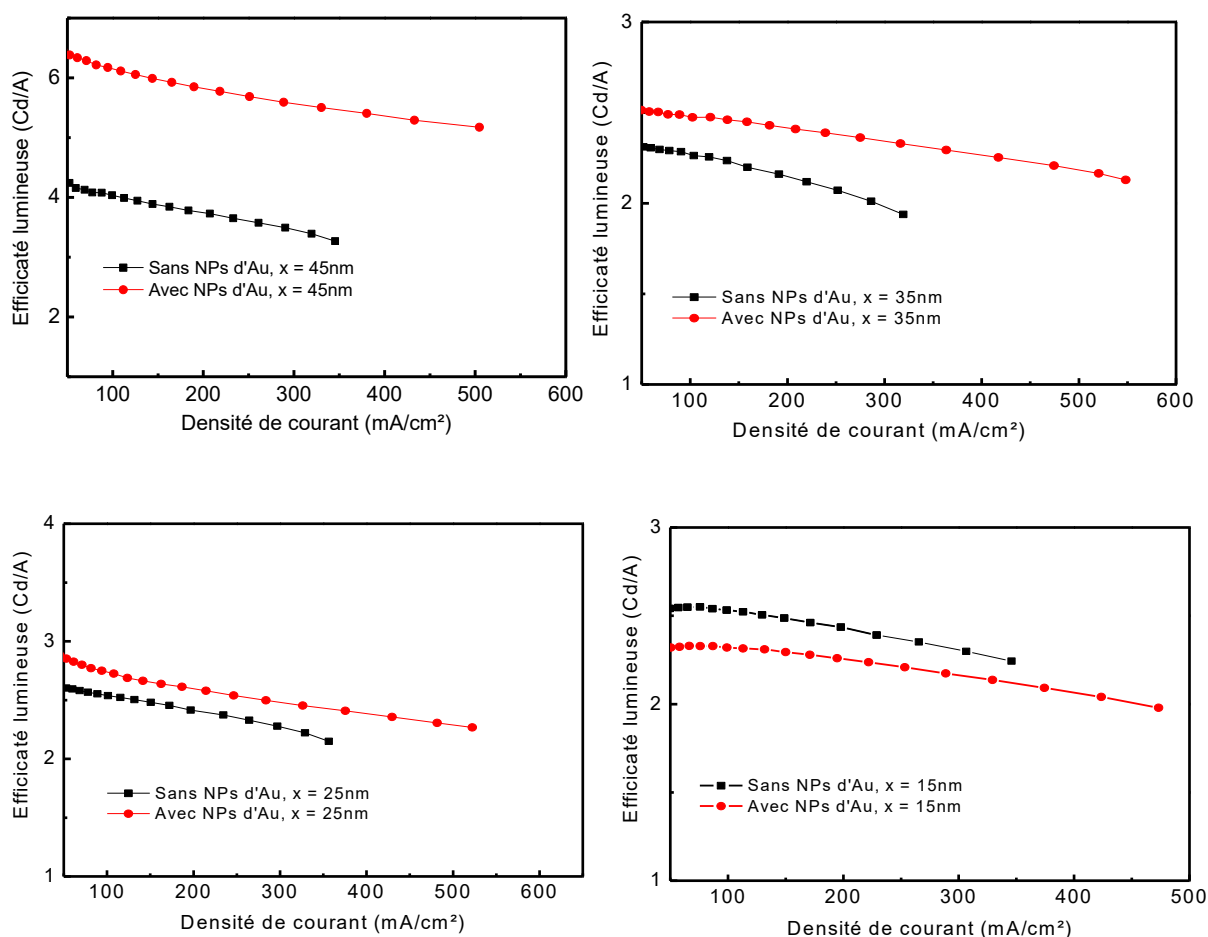 Efficicaté lumineuse (Cd/A)
6
4
2
Sans NPs d'Au, x = 45nm
Avec NPs d'Au, x = 45nm
100 200 300 400 500 600
Densité de courant (mA/cm²)
Efficicaté lumineuse (Cd/A)
3
2
1
Sans NPs d'Au, x = 35nm
Avec NPs d'Au, x = 35nm
100 200 300 400 500 600
Densité de courant (mA/cm²)
Efficicaté lumineuse (Cd/A)
4
3
2
1
Sans NPs d'Au, x = 25nm
Avec NPs d'Au, x = 25nm
100 200 300 400 500 600
Densité de courant (mA/cm²)
Efficicaté lumineuse (Cd/A)
3
2
1
Sans NPs d'Au, x = 15nm
Avec NPs d'Au, x = 15nm
100 200 300 400 500
Densité de courant (mA/cm²)